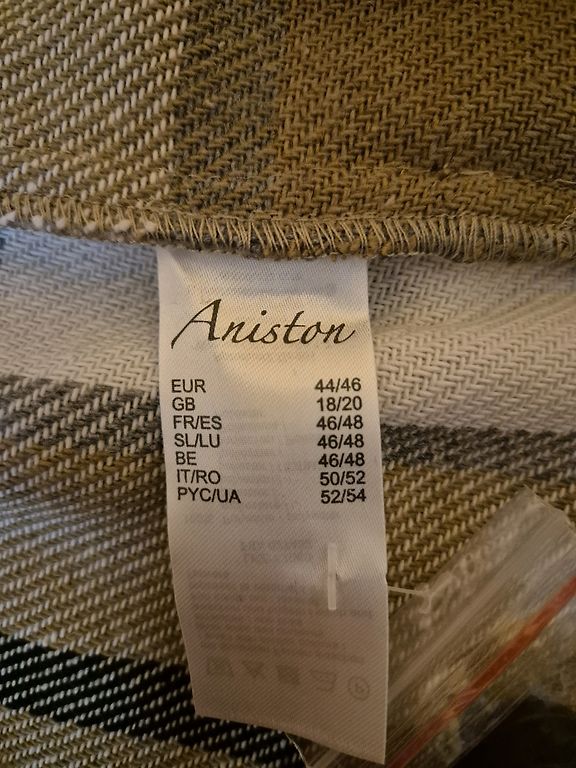 Aniston
EUR 44/46
GB 18/20
FR/ES 46/48
SL/LU 46/48
BE 46/48
IT/RO 50/52
PYC/UA 52/54